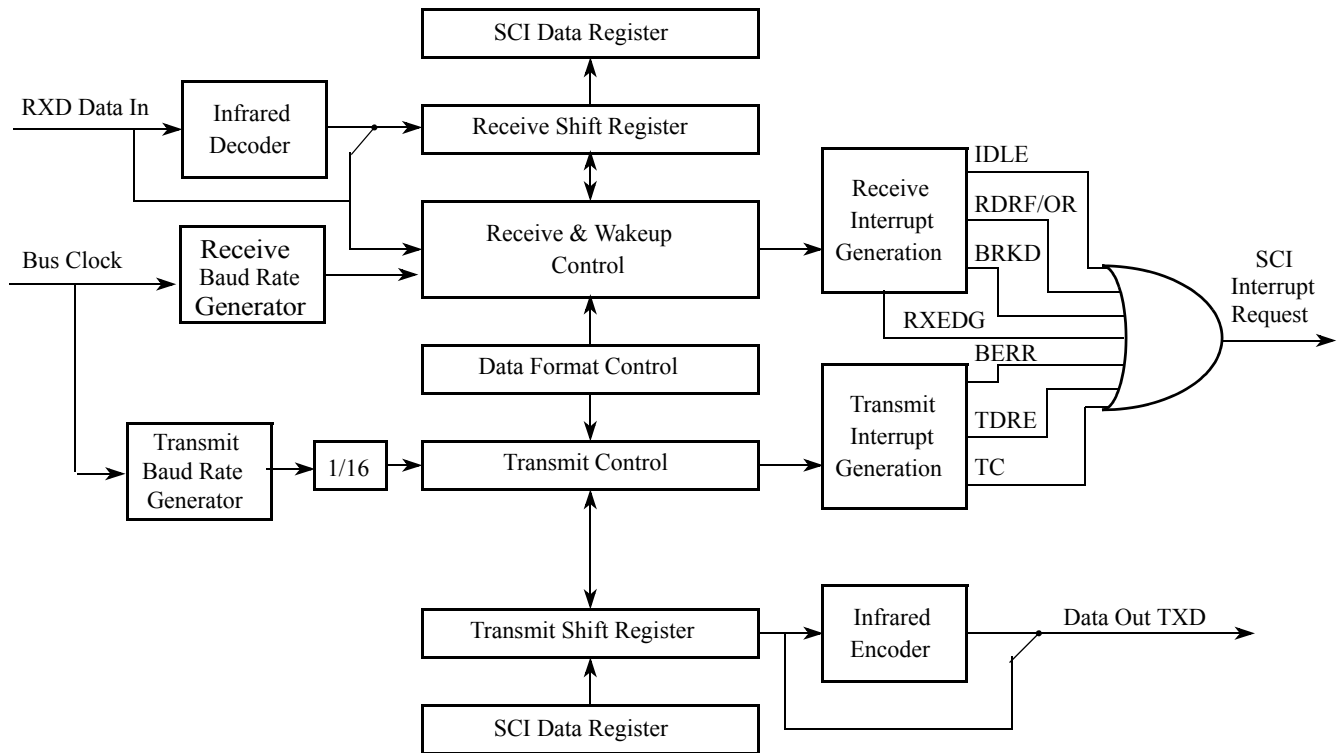 SCI Data Register
RXD Data In
Infrared
Decoder
Receive Shift Register
IDLE
Receive
Interrupt
Generation
RDRF/OR
BRKD
Receive & Wakeup
Control
Bus Clock
Receive
Baud Rate
Generator
SCI
Interrupt
Request
RXEDG
BERR
Data Format Control
Transmit
Interrupt
Generation
TDRE
TC
Transmit
Baud Rate
Generator
1/16
Transmit Control
Transmit Shift Register
Infrared
Encoder
Data Out TXD
SCI Data Register